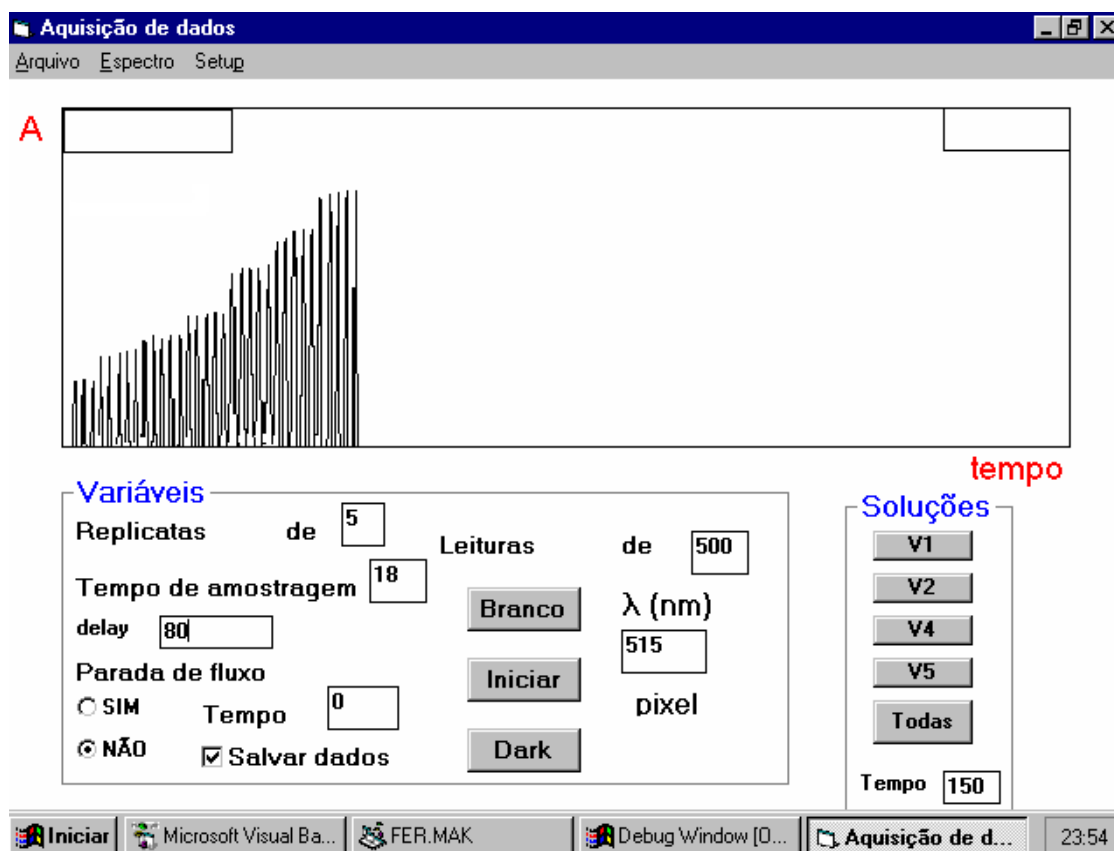 Aquisição de dados
Arquivo Espectro Setup
A
tempo
Variáveis
Replicatas de 5
Leituras de 500
Tempo de amostragem 18
Branco
λ (nm)
delay 80
515
Parada de fluxo
Iniciar
pixel
SIM
Tempo 0
NÃO
Salvar dados
Dark
Soluções
V1
V2
V4
V5
Todas
Tempo 150
Iniciar Microsoft Visual Ba... FER.MAK Debug Window [O... Aquisição de d... 23:54